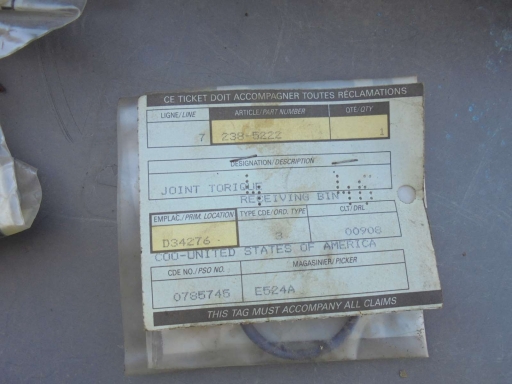 CE TICKET DOIT ACCOMPAGNER TOUTES RÉCLAMATIONS
LIGNE/LINE ARTICLE/PART NUMBER QTÉ/QTY
7 238-5222 1
DESIGNATION/DESCRIPTION
JOINT TORIQUE
RECEIVING BIN
EMPLAC./PRIM. LOCATION TYPE CDE/ORD. TYPE CLT/DRL
D34276 3 00908
COO-UNITED STATES OF AMERICA
CDE NO./PSO NO. MAGASINIER/PICKER
0785745 E524A
THIS TAG MUST ACCOMPANY ALL CLAIMS